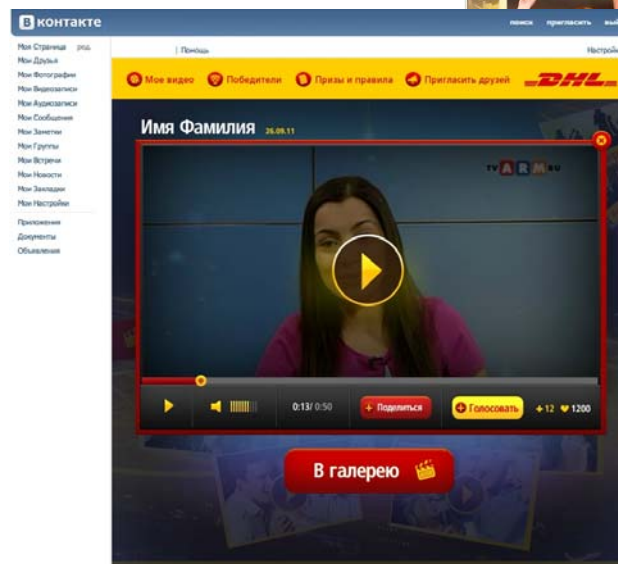 В контакте
поиск пригласить
Моя Страница ред.
Мои Друзья
Мои Фотографии
Мои Видеозаписи
Мои Аудиозаписи
Мои Сообщения
Мои Заметки
Мои Группы
Мои Встречи
Мои Новости
Мои Закладки
Мои Настройки
Приложения
Документы
Объявления
| Помощь
Мое видео Победители Призы и правила Пригласить друзей DHL
Имя Фамилия 26.09.11
TV ARM RU
0:13/ 0:50 + Поделиться + Голосовать +12 1200
В галерею